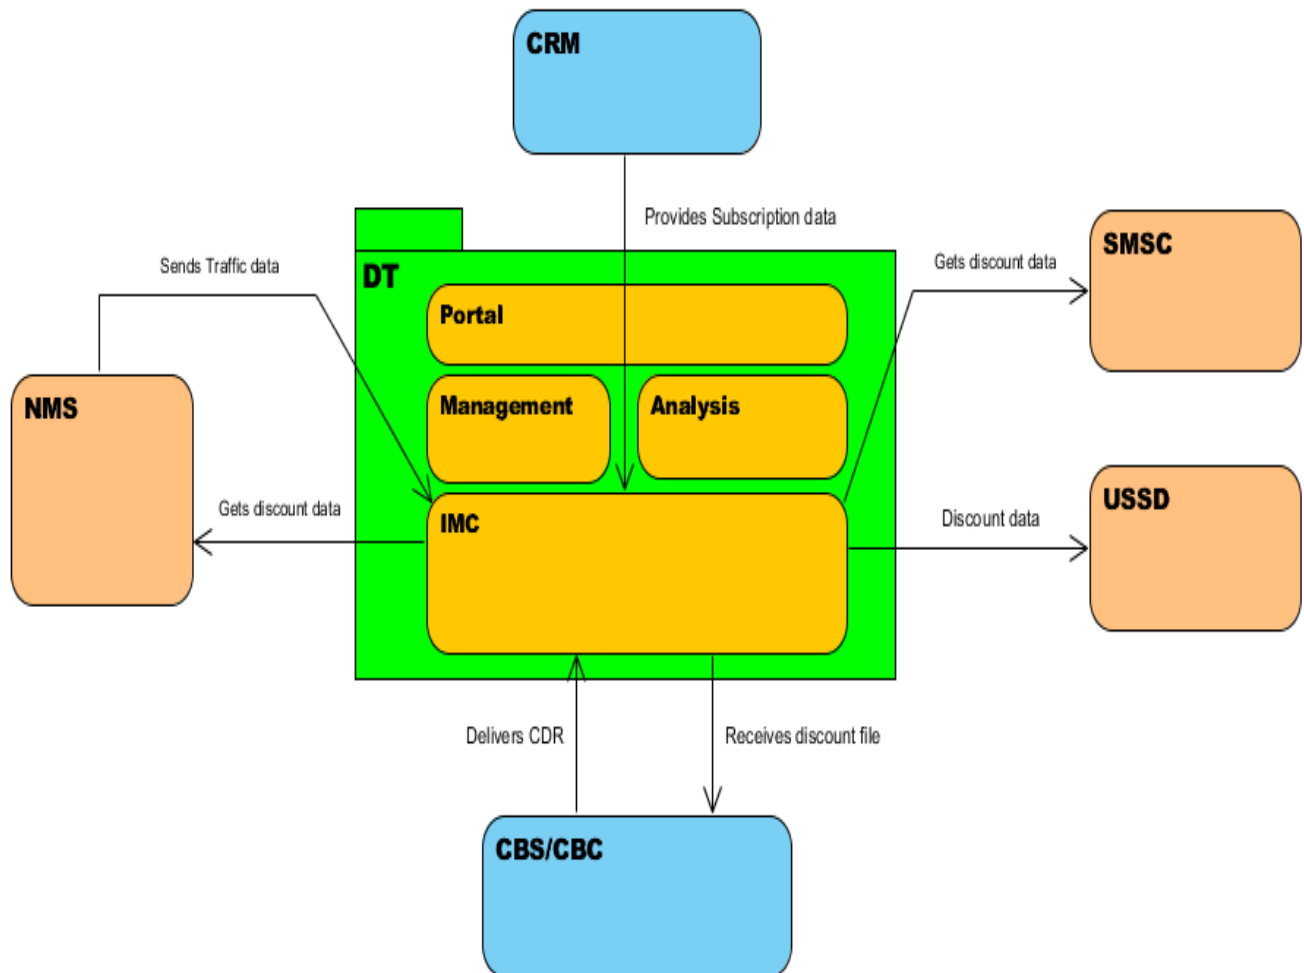 CRM
Provides Subscription data
Sends Traffic data
Gets discount data
SMSC
DT
Portal
NMS
Management
Analysis
Gets discount data
IMC
Discount data
USSD
Delivers CDR
Receives discount file
CBS/CBC